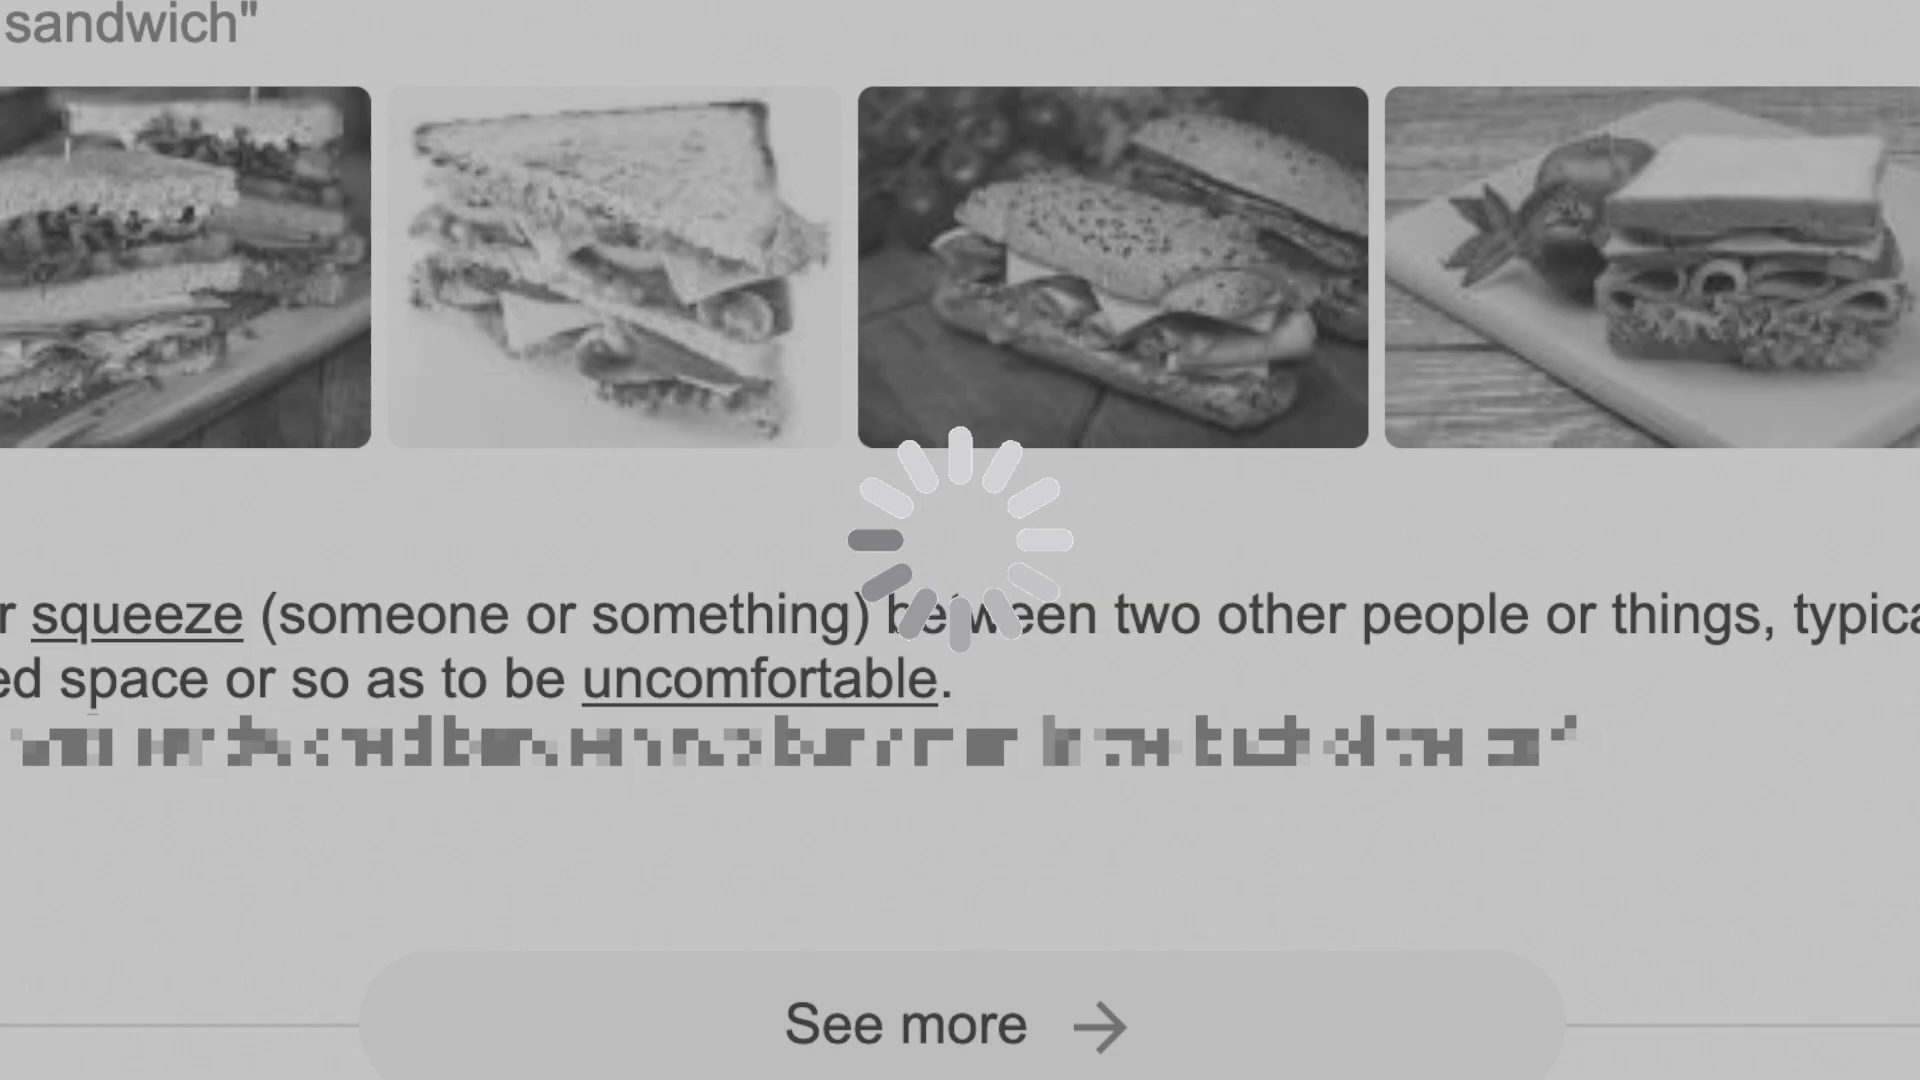 sandwich"
r squeeze (someone or something) between two other people or things, typica
ed space or so as to be uncomfortable.
See more